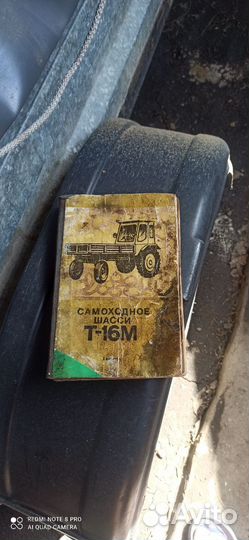 САМОХОДНОЕ
ШАССИ
Т-16М
REDMI NOTE 8 PRO
AI QUAD CAMERA
Avito